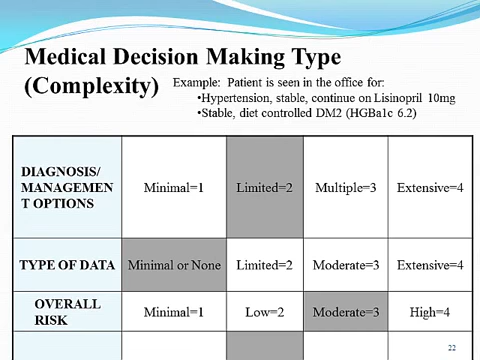 Medical Decision Making Type
(Complexity)
Example: Patient is seen in the office for:
•Hypertension, stable, continue on Lisinopril 10mg
•Stable, diet controlled DM2 (HGBa1c 6.2)
DIAGNOSIS/
MANAGEMEN
T OPTIONS
Minimal=1
Limited=2
Multiple=3
Extensive=4
TYPE OF DATA
Minimal or None
Limited=2
Moderate=3
Extensive=4
OVERALL
RISK
Minimal=1
Low=2
Moderate=3
High=4
22